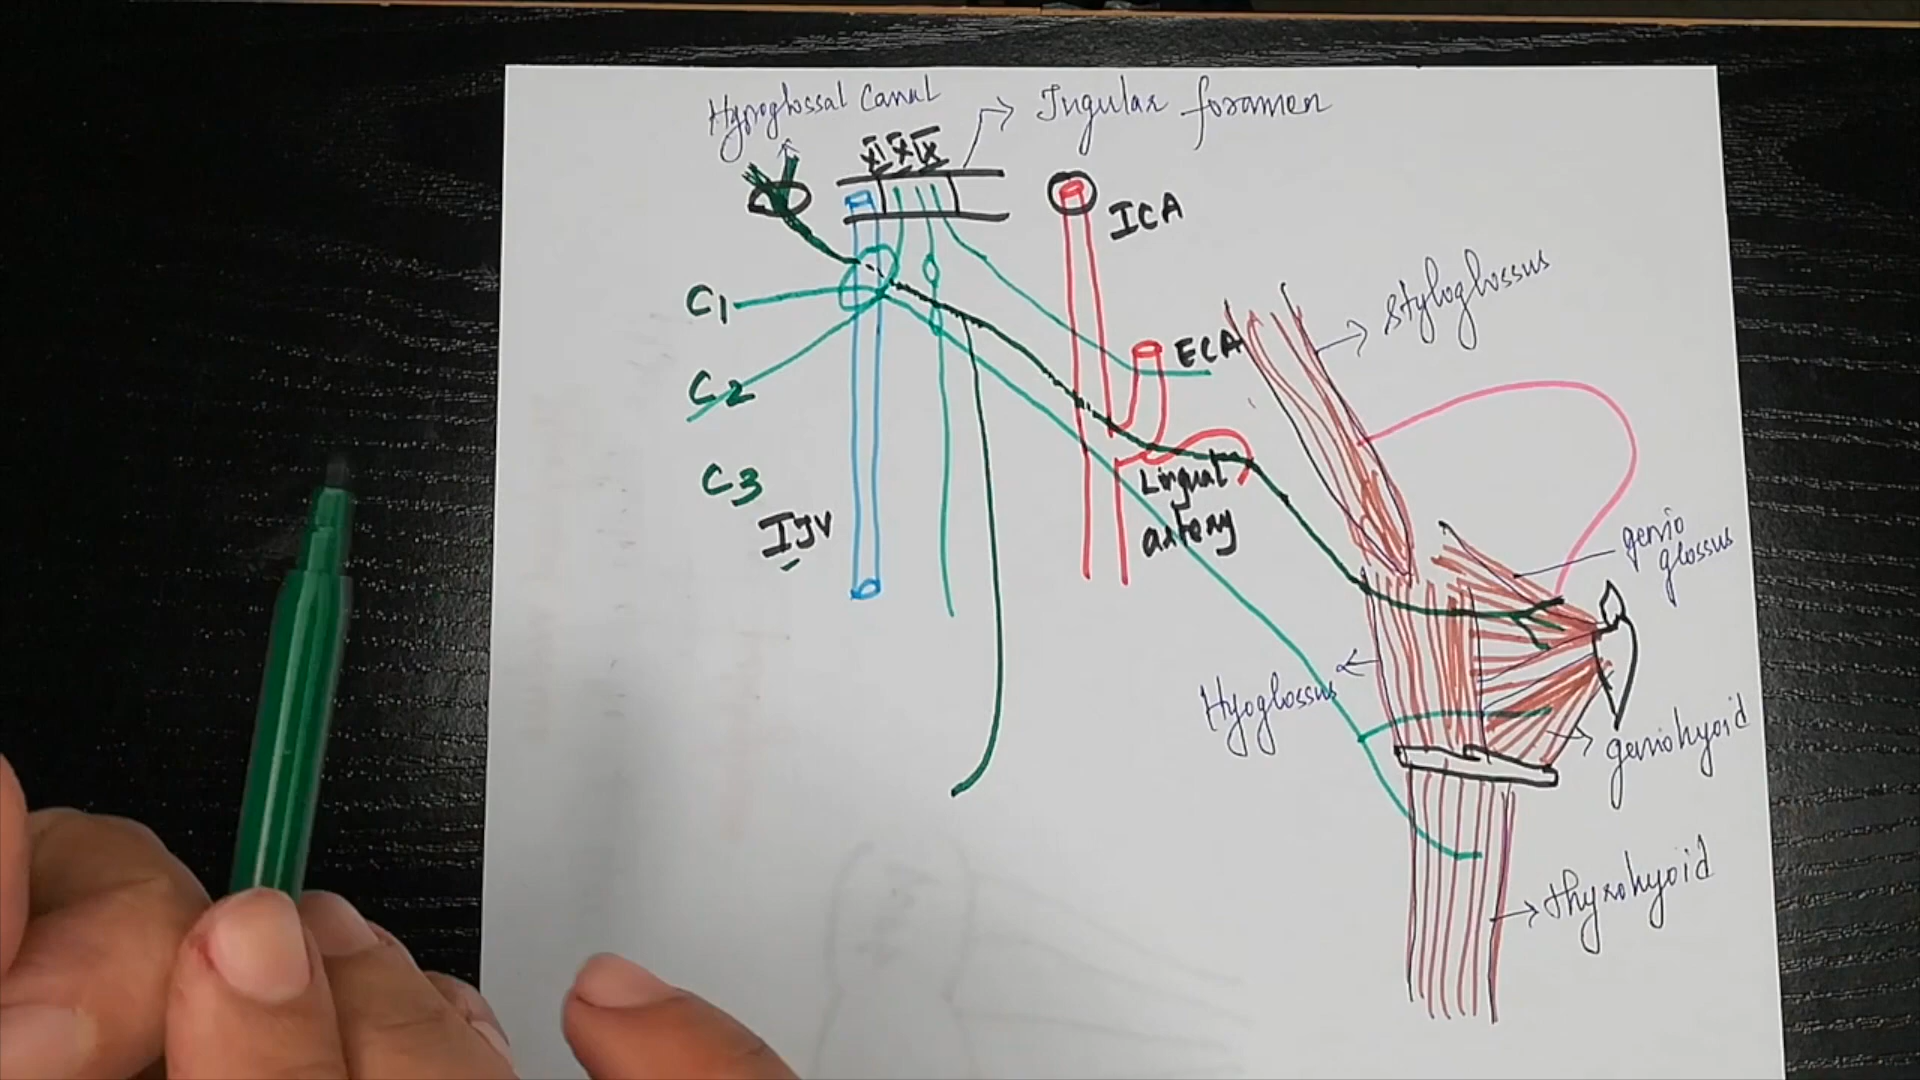 Hypoglossal Canal
Jugular foramen
XI X IX
ICA
C1
Styloglossus
ECA
C2
C3
Lingual
artery
IJV
genio
glossus
Hyoglossus
geniohyoid
thyrohyoid